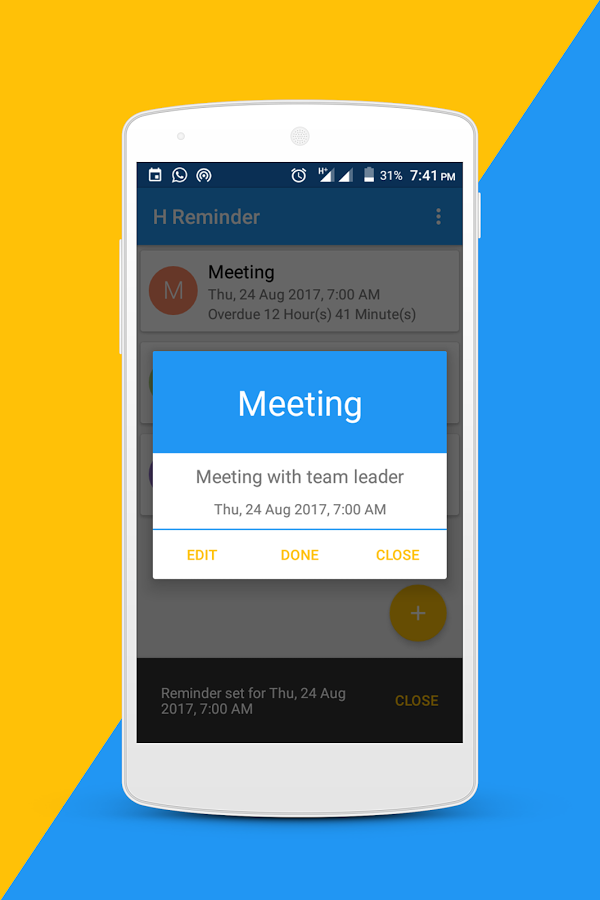 H+ 31% 7:41 PM
H Reminder
M
Meeting
Thu, 24 Aug 2017, 7:00 AM
Overdue 12 Hour(s) 41 Minute(s)
Meeting
Meeting with team leader
Thu, 24 Aug 2017, 7:00 AM
EDIT DONE CLOSE
+
Reminder set for Thu, 24 Aug
2017, 7:00 AM
CLOSE